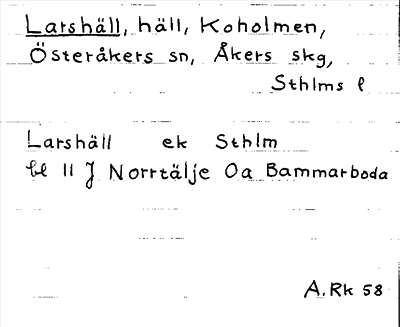 Larshäll, häll, Koholmen,
Österåkers sn, Åkers skg,
Sthlms l
Larshäll ek Sthlm
bl 11 J Norrtälje Oa Bammarboda
A. Rk 58